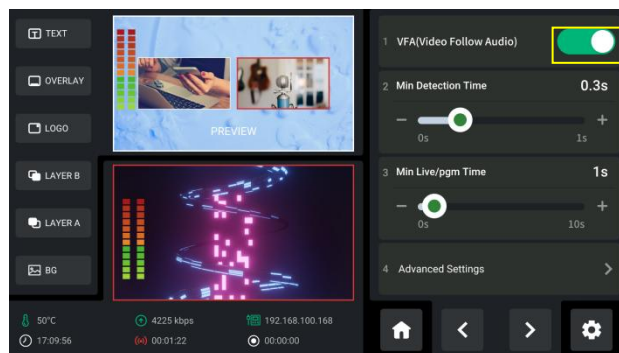 TEXT
OVERLAY
LOGO
LAYER B
LAYER A
BG
PREVIEW
50°C
4225 kbps
192.168.100.168
17:09:56
00:01:22
00:00:00
1 VFA(Video Follow Audio)
2 Min Detection Time 0.3s
0s 1s
3 Min Live/pgm Time 1s
0s 10s
4 Advanced Settings